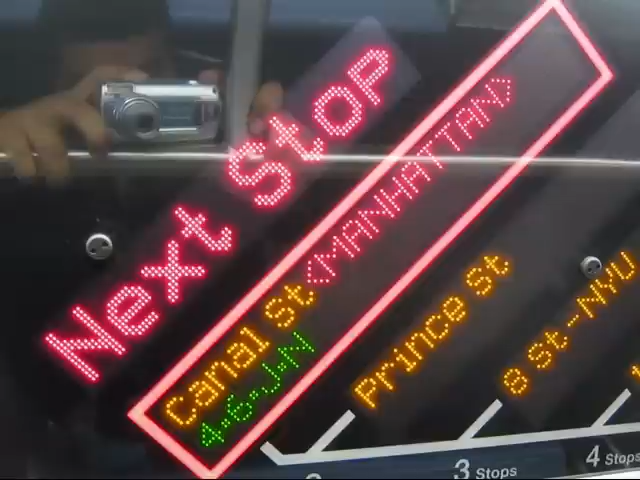 Next Stop
Canal St <MANHATTAN>
4-6-J-N
Prince St
8 St-NYU
3 Stops
4 Stops